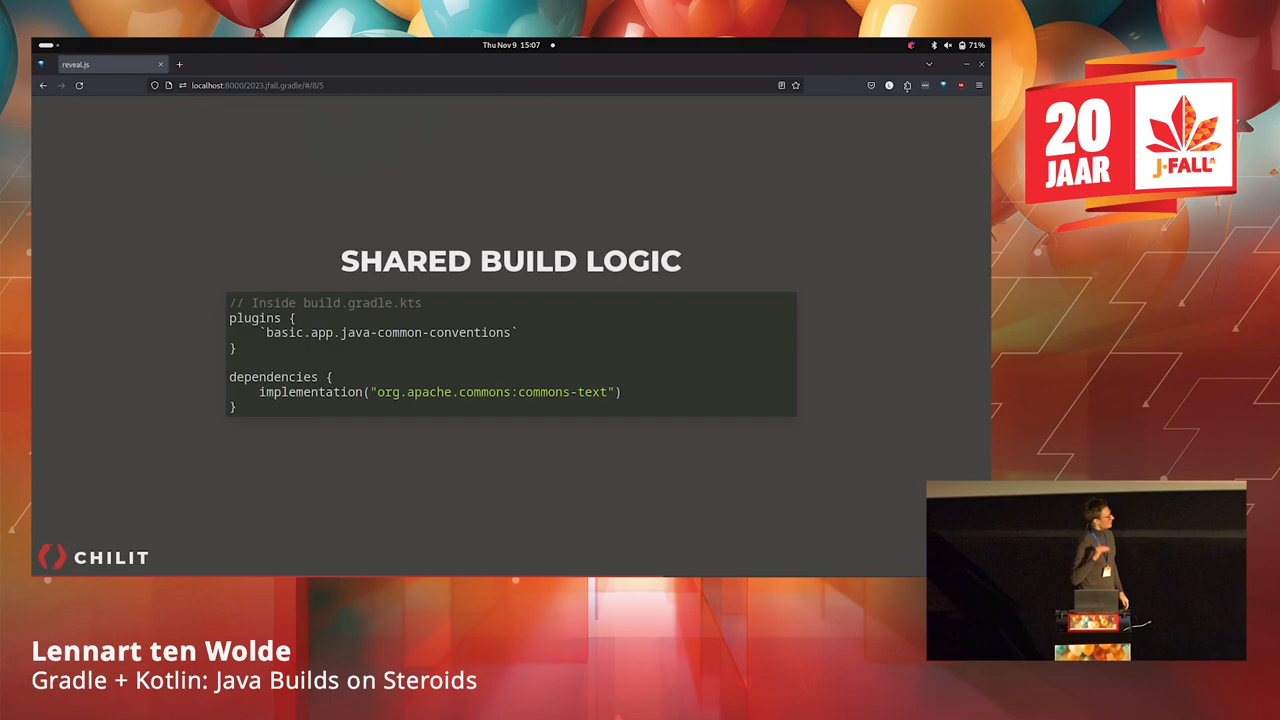 Thu Nov 9 15:07
71%
reveal.js
localhost:8000/2023.jfall.gradle/#/8/5
20
JAAR
J-FALL
SHARED BUILD LOGIC
// Inside build.gradle.kts
plugins {
    `basic.app.java-common-conventions`
}
dependencies {
    implementation("org.apache.commons:commons-text")
}
CHILIT
Lennart ten Wolde
Gradle + Kotlin: Java Builds on Steroids